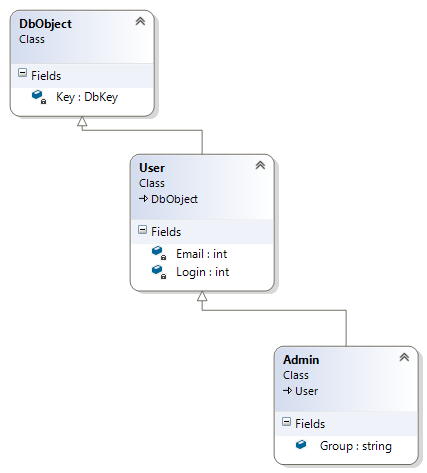 DbObject
Class
Fields
Key : DbKey
User
Class
DbObject
Fields
Email : int
Login : int
Admin
Class
User
Fields
Group : string